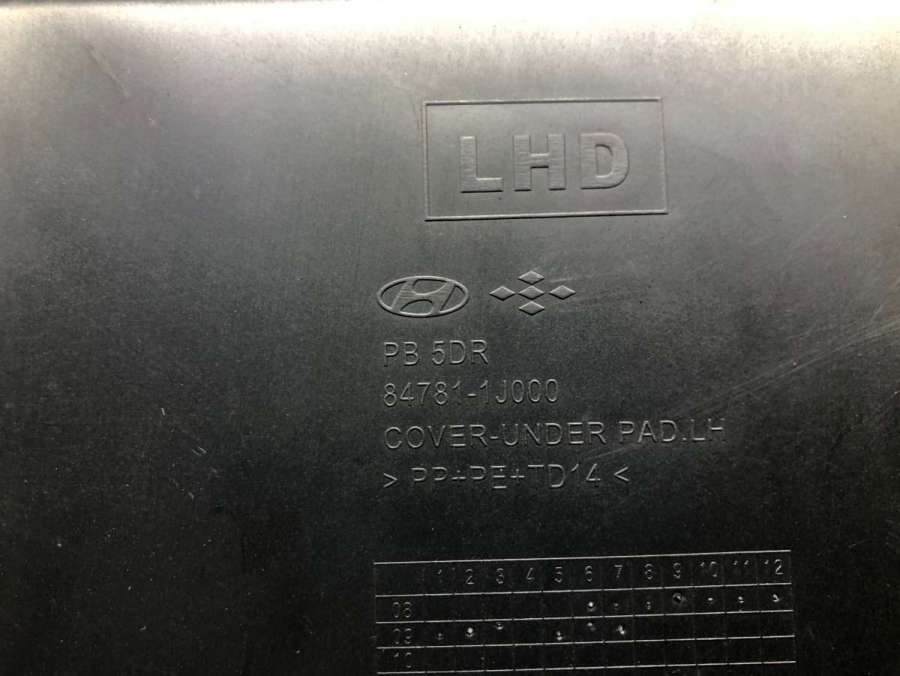 LHD
PB 5DR
84781-1J000
COVER-UNDER PAD.LH
> PP+PE+TD14 <
1 2 3 4 5 6 7 8 9 10 11 12
08
09
10